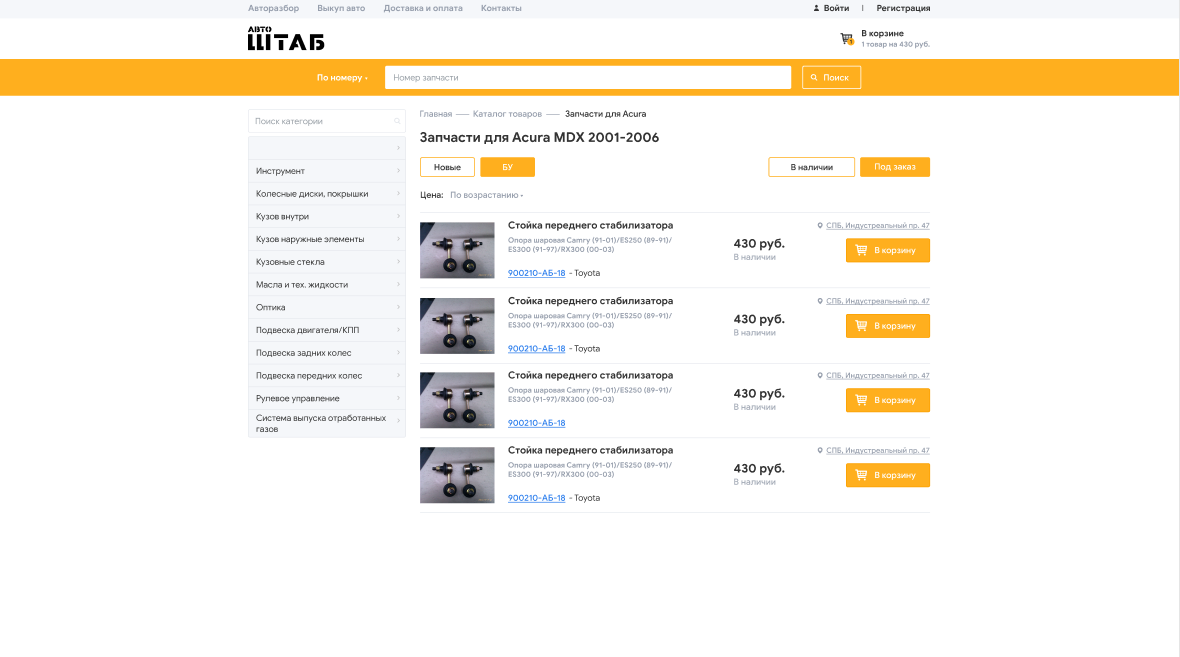 Авторазбор Выкуп авто Доставка и оплата Контакты Войти | Регистрация
АВТО
ШТАБ
В корзине
1 товар на 430 руб.
По номеру Номер запчасти Поиск
Поиск категории
Инструмент
Колесные диски, покрышки
Кузов внутри
Кузов наружные элементы
Кузовные стекла
Масла и тех. жидкости
Оптика
Подвеска двигателя/КПП
Подвеска задних колес
Подвеска передних колес
Рулевое управление
Система выпуска отработанных
газов
Главная — Каталог товаров — Запчасти для Acura
Запчасти для Acura MDX 2001-2006
Новые БУ В наличии Под заказ
Цена: По возрастанию
Стойка переднего стабилизатора
Опора шаровая Camry (91-01)/ES250 (89-91)/
ES300 (91-97)/RX300 (00-03)
900210-АБ-18 - Toyota
430 руб.
В наличии
СПБ, Индустреальный пр. 47
В корзину
Стойка переднего стабилизатора
Опора шаровая Camry (91-01)/ES250 (89-91)/
ES300 (91-97)/RX300 (00-03)
900210-АБ-18 - Toyota
430 руб.
В наличии
СПБ, Индустреальный пр. 47
В корзину
Стойка переднего стабилизатора
Опора шаровая Camry (91-01)/ES250 (89-91)/
ES300 (91-97)/RX300 (00-03)
900210-АБ-18
430 руб.
В наличии
СПБ, Индустреальный пр. 47
В корзину
Стойка переднего стабилизатора
Опора шаровая Camry (91-01)/ES250 (89-91)/
ES300 (91-97)/RX300 (00-03)
900210-АБ-18 - Toyota
430 руб.
В наличии
СПБ, Индустреальный пр. 47
В корзину